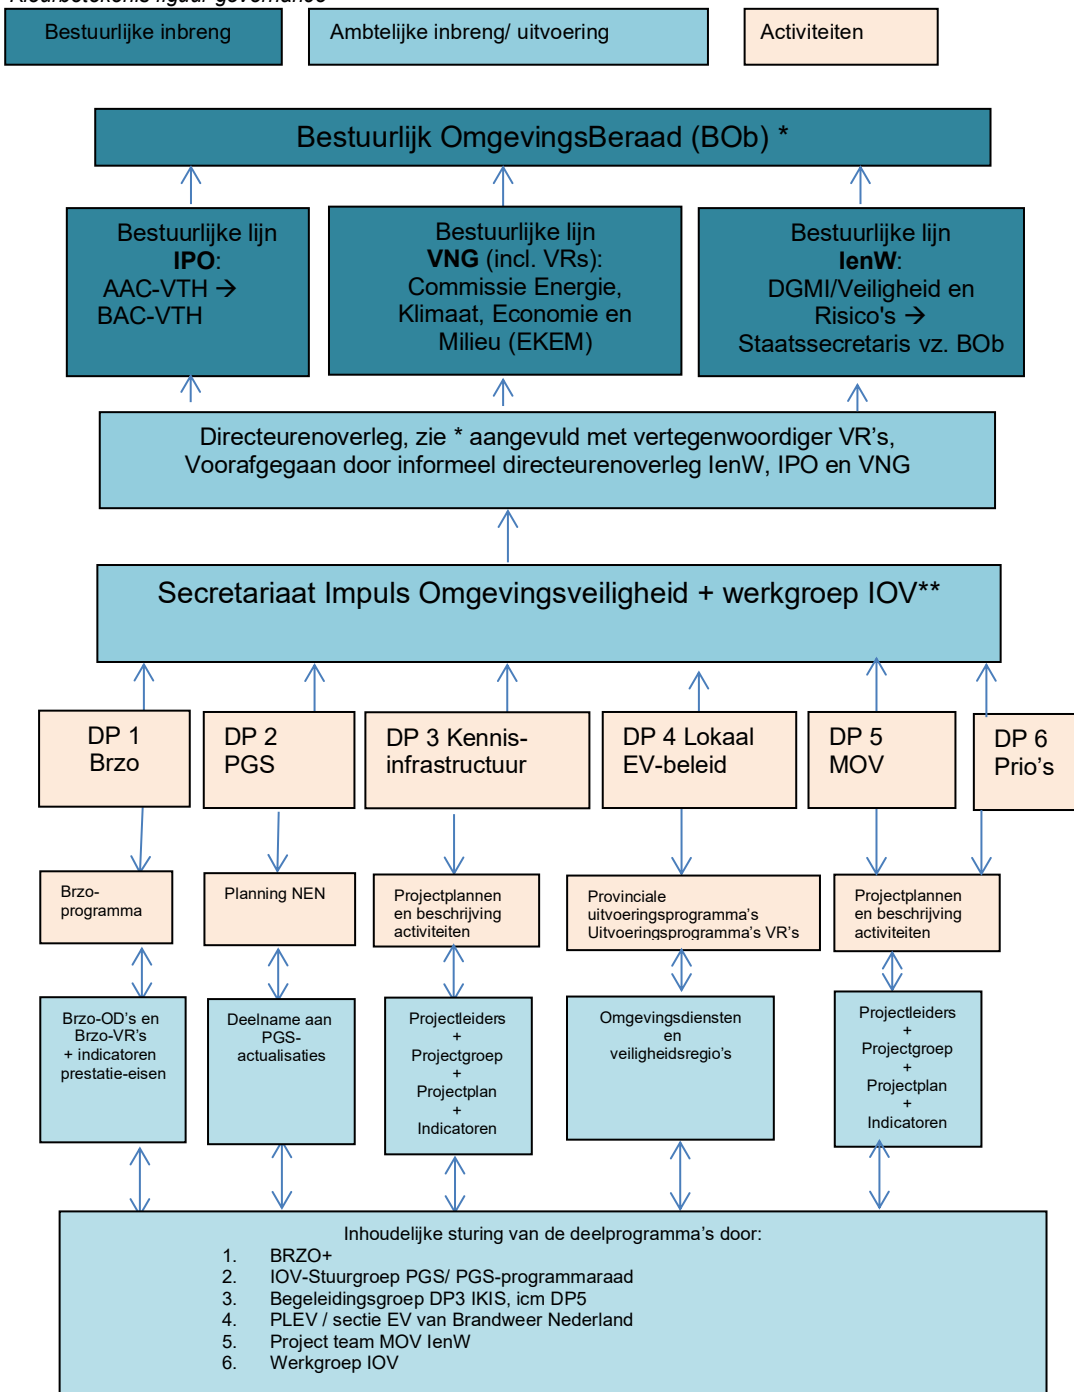 Kleurbetekenis figuur governance
Bestuurlijke inbreng
Ambtelijke inbreng/ uitvoering
Activiteiten
Bestuurlijk OmgevingsBeraad (BOb) *
Bestuurlijke lijn
IPO:
AAC-VTH →
BAC-VTH
Bestuurlijke lijn
VNG (incl. VRs):
Commissie Energie,
Klimaat, Economie en
Milieu (EKEM)
Bestuurlijke lijn
IenW:
DGMI/Veiligheid en
Risico's →
Staatssecretaris vz. BOb
Directeurenoverleg, zie * aangevuld met vertegenwoordiger VR's,
Voorafgegaan door informeel directeurenoverleg IenW, IPO en VNG
Secretariaat Impuls Omgevingsveiligheid + werkgroep IOV**
DP 1
Brzo
DP 2
PGS
DP 3 Kennis-
infrastructuur
DP 4 Lokaal
EV-beleid
DP 5
MOV
DP 6
Prio's
Brzo-
programma
Planning NEN
Projectplannen
en beschrijving
activiteiten
Provinciale
uitvoeringsprogramma's
Uitvoeringsprogramma's VR's
Projectplannen
en beschrijving
activiteiten
Brzo-OD's en
Brzo-VR's
+ indicatoren
prestatie-eisen
Deelname aan
PGS-
actualisaties
Projectleiders
+
Projectgroep
+
Projectplan
+
Indicatoren
Omgevingsdiensten
en
veiligheidsregio's
Projectleiders
+
Projectgroep
+
Projectplan
+
Indicatoren
Inhoudelijke sturing van de deelprogramma's door:
1. BRZO+
2. IOV-Stuurgroep PGS/ PGS-programmaraad
3. Begeleidingsgroep DP3 IKIS, icm DP5
4. PLEV / sectie EV van Brandweer Nederland
5. Project team MOV IenW
6. Werkgroep IOV